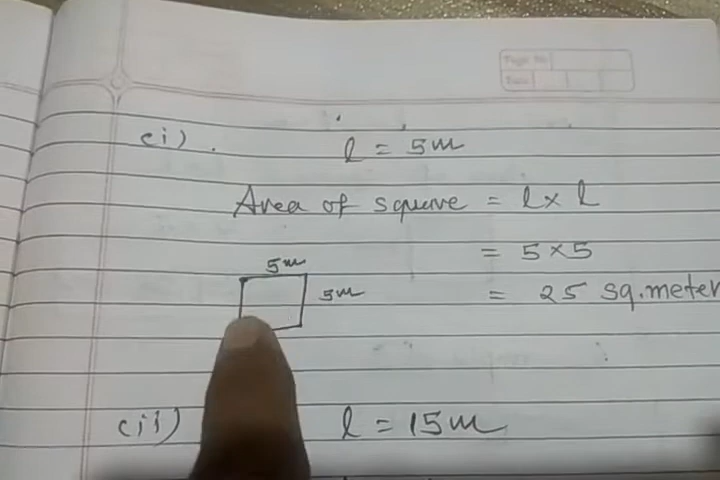 (i). l = 5m
Area of square = l × l
= 5 × 5
5m
5m
= 25 sq.meter
(ii) l = 15m